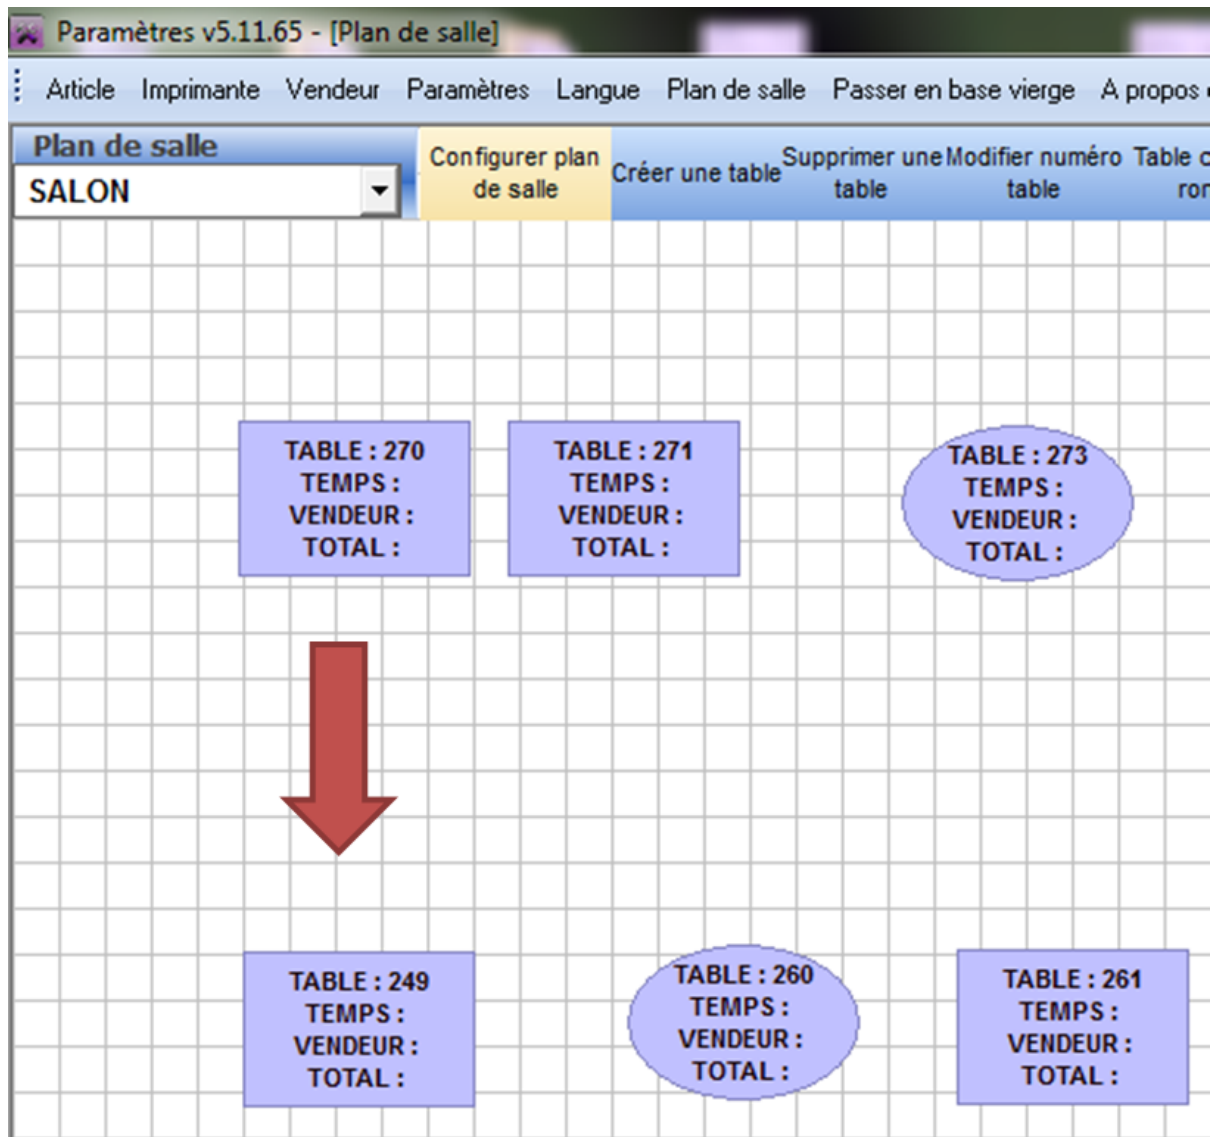 Paramètres v5.11.65 - [Plan de salle]
Article Imprimante Vendeur Paramètres Langue Plan de salle Passer en base vierge A propos
Plan de salle
SALON
Configurer plan
de salle
Créer une table
Supprimer une
table
Modifier numéro
table
Table
TABLE : 270
TEMPS :
VENDEUR :
TOTAL :
TABLE : 271
TEMPS :
VENDEUR :
TOTAL :
TABLE : 273
TEMPS :
VENDEUR :
TOTAL :
TABLE : 249
TEMPS :
VENDEUR :
TOTAL :
TABLE : 260
TEMPS :
VENDEUR :
TOTAL :
TABLE : 261
TEMPS :
VENDEUR :
TOTAL :